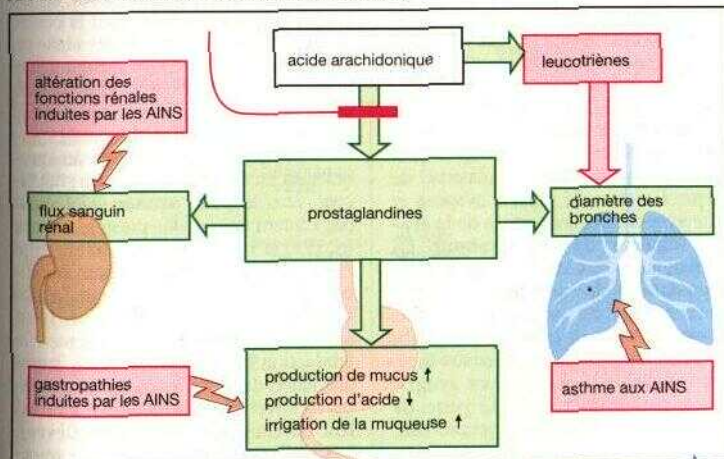 acide arachidonique
leucotriènes
altération des
fonctions rénales
induites par les AINS
flux sanguin
rénal
prostaglandines
diamètre des
bronches
gastropathies
induites par les AINS
production de mucus ↑
production d'acide ↓
irrigation de la muqueuse ↑
asthme aux AINS